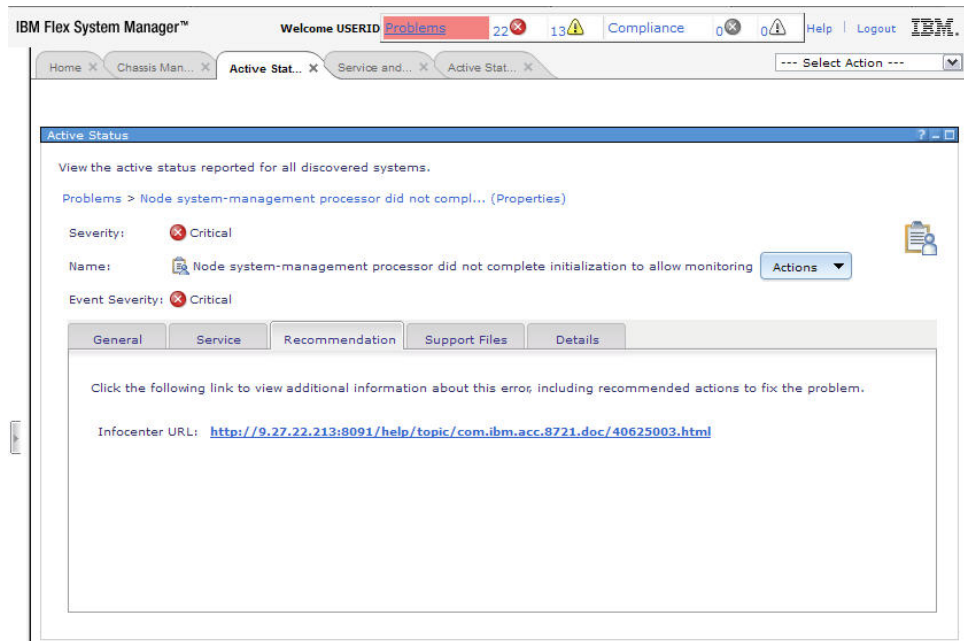 IBM Flex System Manager™ Welcome USERID Problems 22 13 Compliance 0 0 Help Logout IBM.
Home Chassis Man... Active Stat... Service and... Active Stat... --- Select Action ---
Active Status
View the active status reported for all discovered systems.
Problems > Node system-management processor did not compl... (Properties)
Severity: Critical
Name: Node system-management processor did not complete initialization to allow monitoring Actions
Event Severity: Critical
General Service Recommendation Support Files Details
Click the following link to view additional information about this error, including recommended actions to fix the problem.
Infocenter URL: http://9.27.22.213:8091/help/topic/com.ibm.acc.8721.doc/40625003.html